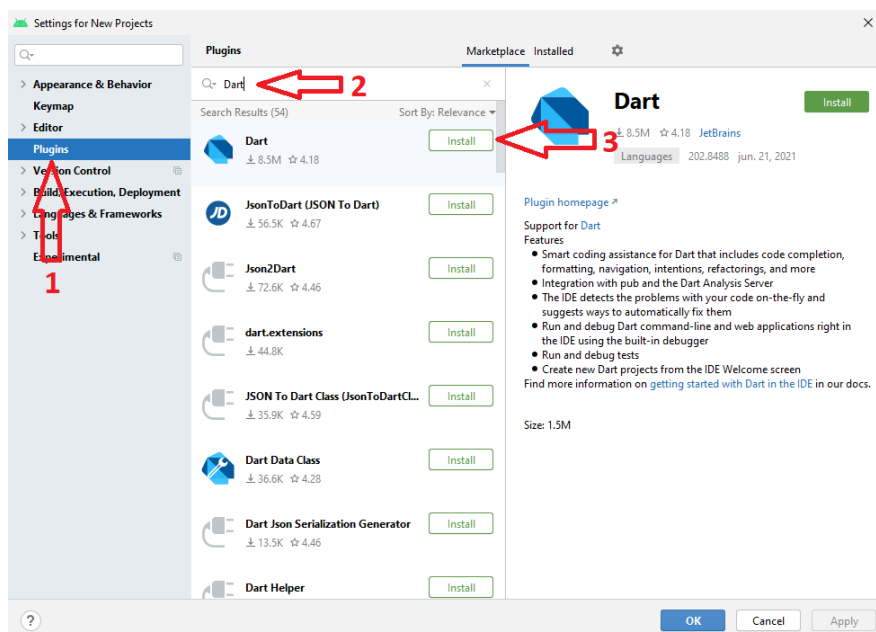 Settings for New Projects
Plugins
Marketplace
Installed
Appearance & Behavior
Keymap
Editor
Plugins
Version Control
Build, Execution, Deployment
Languages & Frameworks
Tools
Experimental
1
Dart
2
Search Results (54)
Sort By: Relevance
Dart
8.5M 4.18
Install
3
JsonToDart (JSON To Dart)
56.5K 4.67
Install
Json2Dart
72.6K 4.46
Install
dart.extensions
44.8K
Install
JSON To Dart Class (JsonToDartCl...
35.9K 4.59
Install
Dart Data Class
36.6K 4.28
Install
Dart Json Serialization Generator
13.5K 4.46
Install
Dart Helper
Install
Dart
Install
8.5M 4.18 JetBrains
Languages 202.8488 jun. 21, 2021
Plugin homepage
Support for Dart
Features
Smart coding assistance for Dart that includes code completion,
formatting, navigation, intentions, refactorings, and more
Integration with pub and the Dart Analysis Server
The IDE detects the problems with your code on-the-fly and
suggests ways to automatically fix them
Run and debug Dart command-line and web applications right in
the IDE using the built-in debugger
Run and debug tests
Create new Dart projects from the IDE Welcome screen
Find more information on getting started with Dart in the IDE in our docs.
Size: 1.5M
?
OK
Cancel
Apply